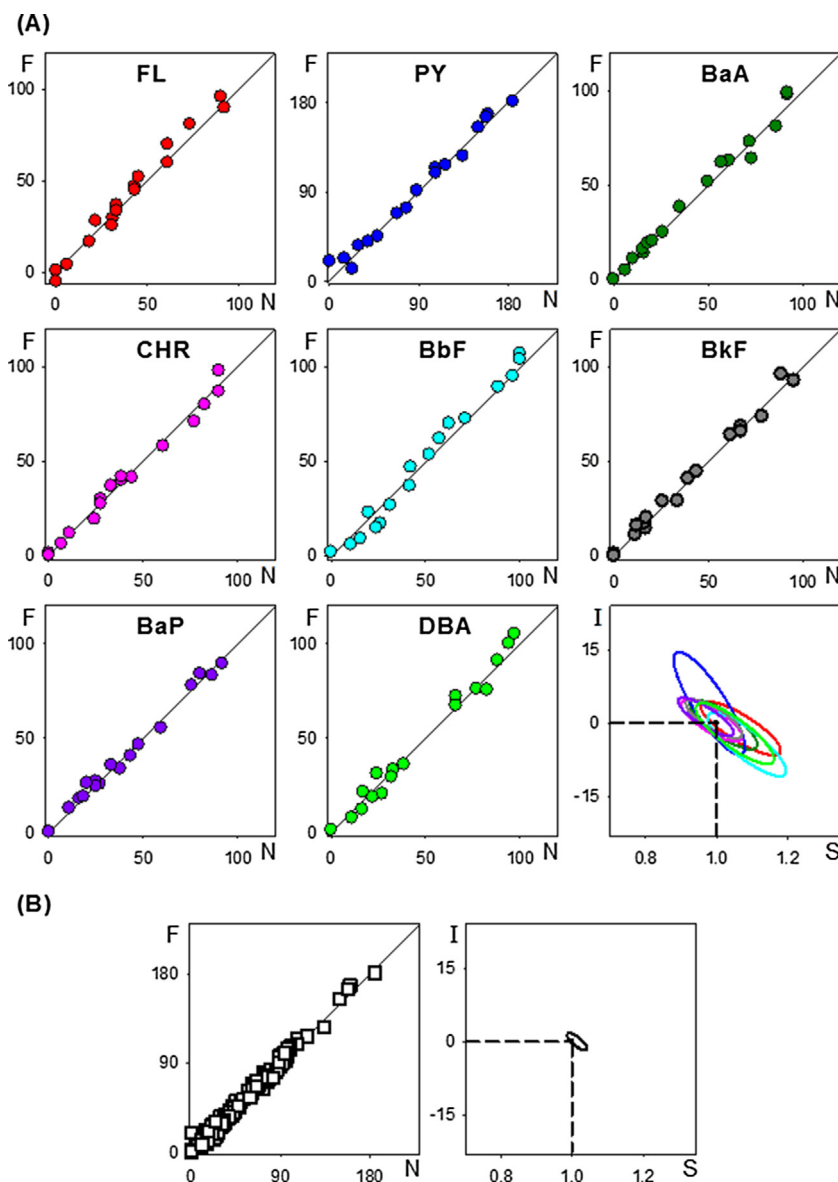 (A)
F FL 100 50 0 0 50 100 N
F PY 180 90 0 0 90 180 N
F BaA 100 50 0 0 50 100 N
F CHR 100 50 0 0 50 100 N
F BbF 100 50 0 0 50 100 N
F BkF 100 50 0 0 50 100 N
F BaP 100 50 0 0 50 100 N
F DBA 100 50 0 0 50 100 N
I 15 0 -15 0.8 1.0 1.2 S
(B)
F 180 90 0 0 90 180 N
I 15 0 -15 0.8 1.0 1.2 S